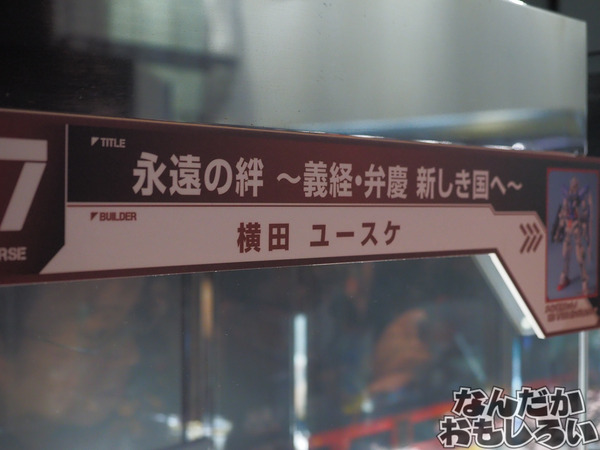 7
TITLE
永遠の絆 ～義経・弁慶 新しき国へ～
RSE
BUILDER
横田 ユースケ
なんだか
おもしろい